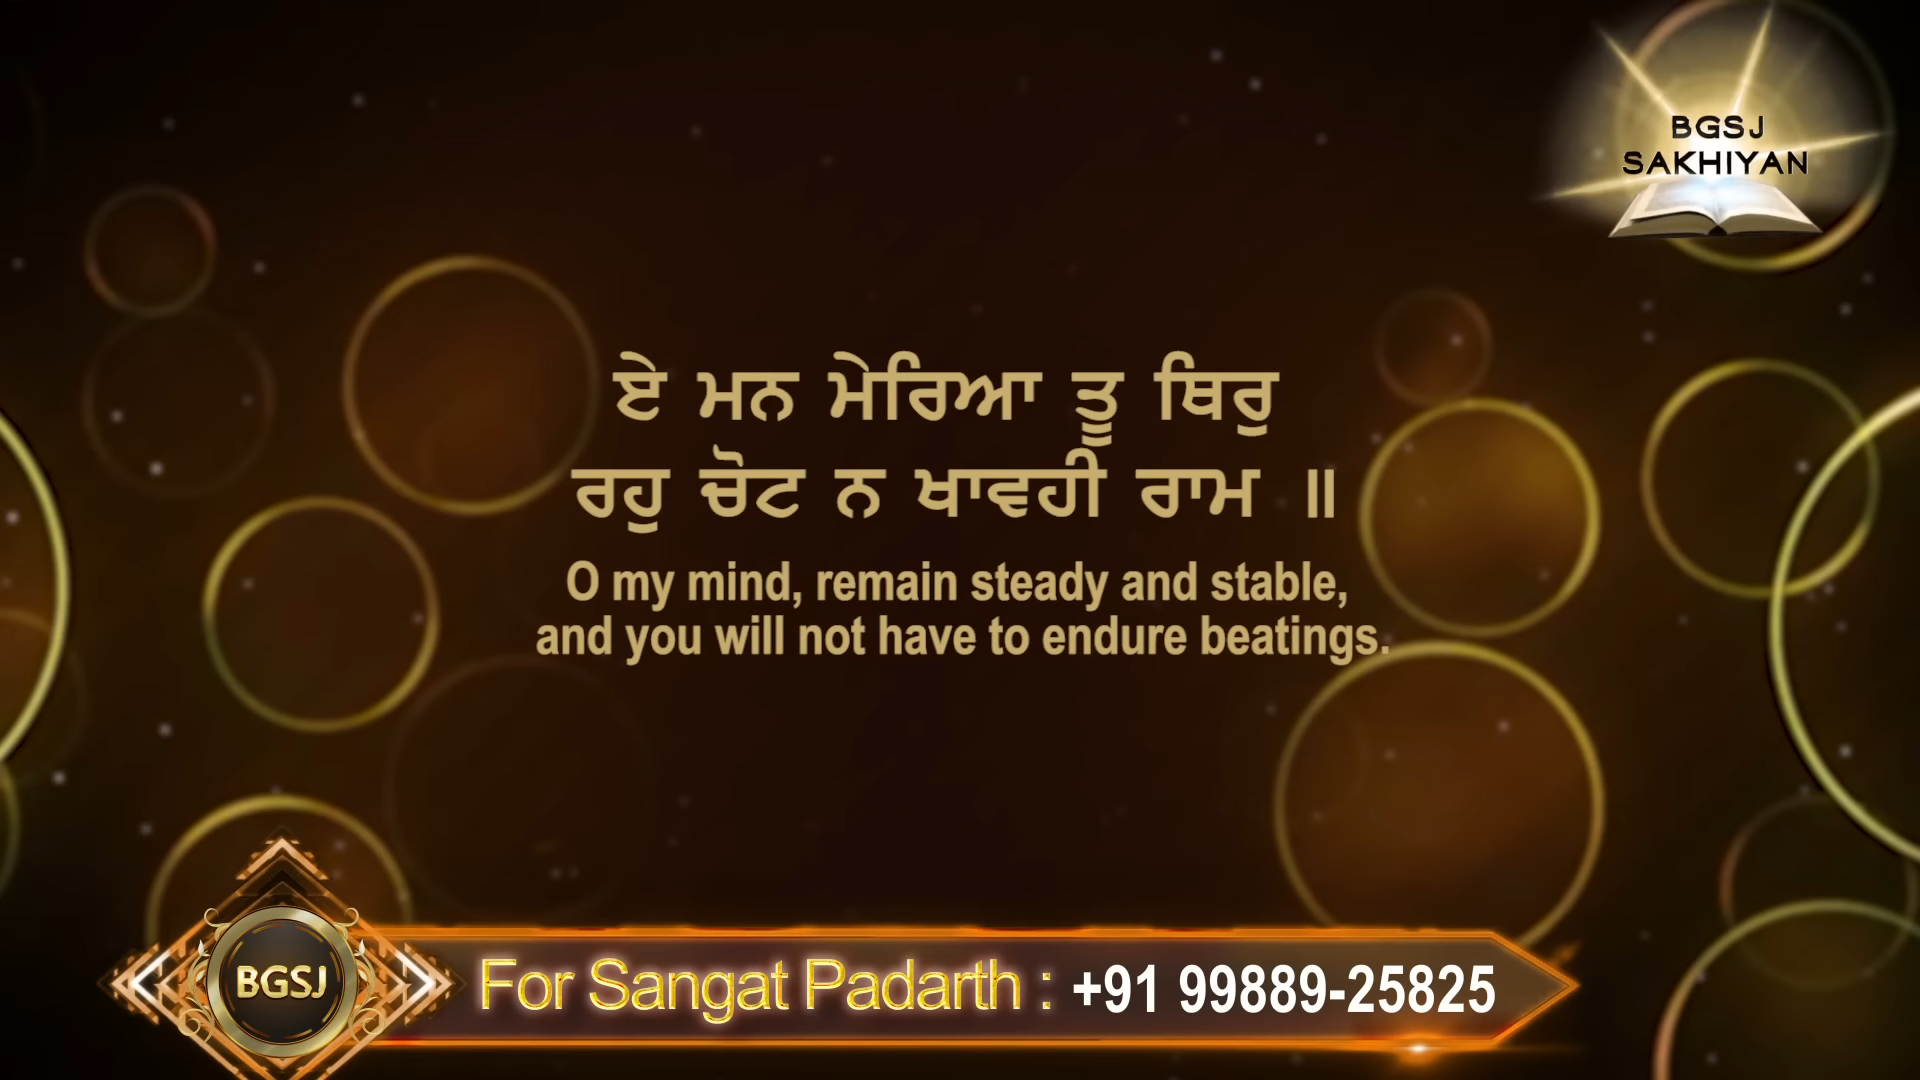 BGSJ
SAKHIYAN
ਏ ਮਨ ਮੇਰਿਆ ਤੂ ਥਿਰੁ
ਰਹੁ ਚੋਟ ਨ ਖਾਵਹੀ ਰਾਮ ॥
O my mind, remain steady and stable,
and you will not have to endure beatings.
BGSJ
For Sangat Padarth : +91 99889-25825